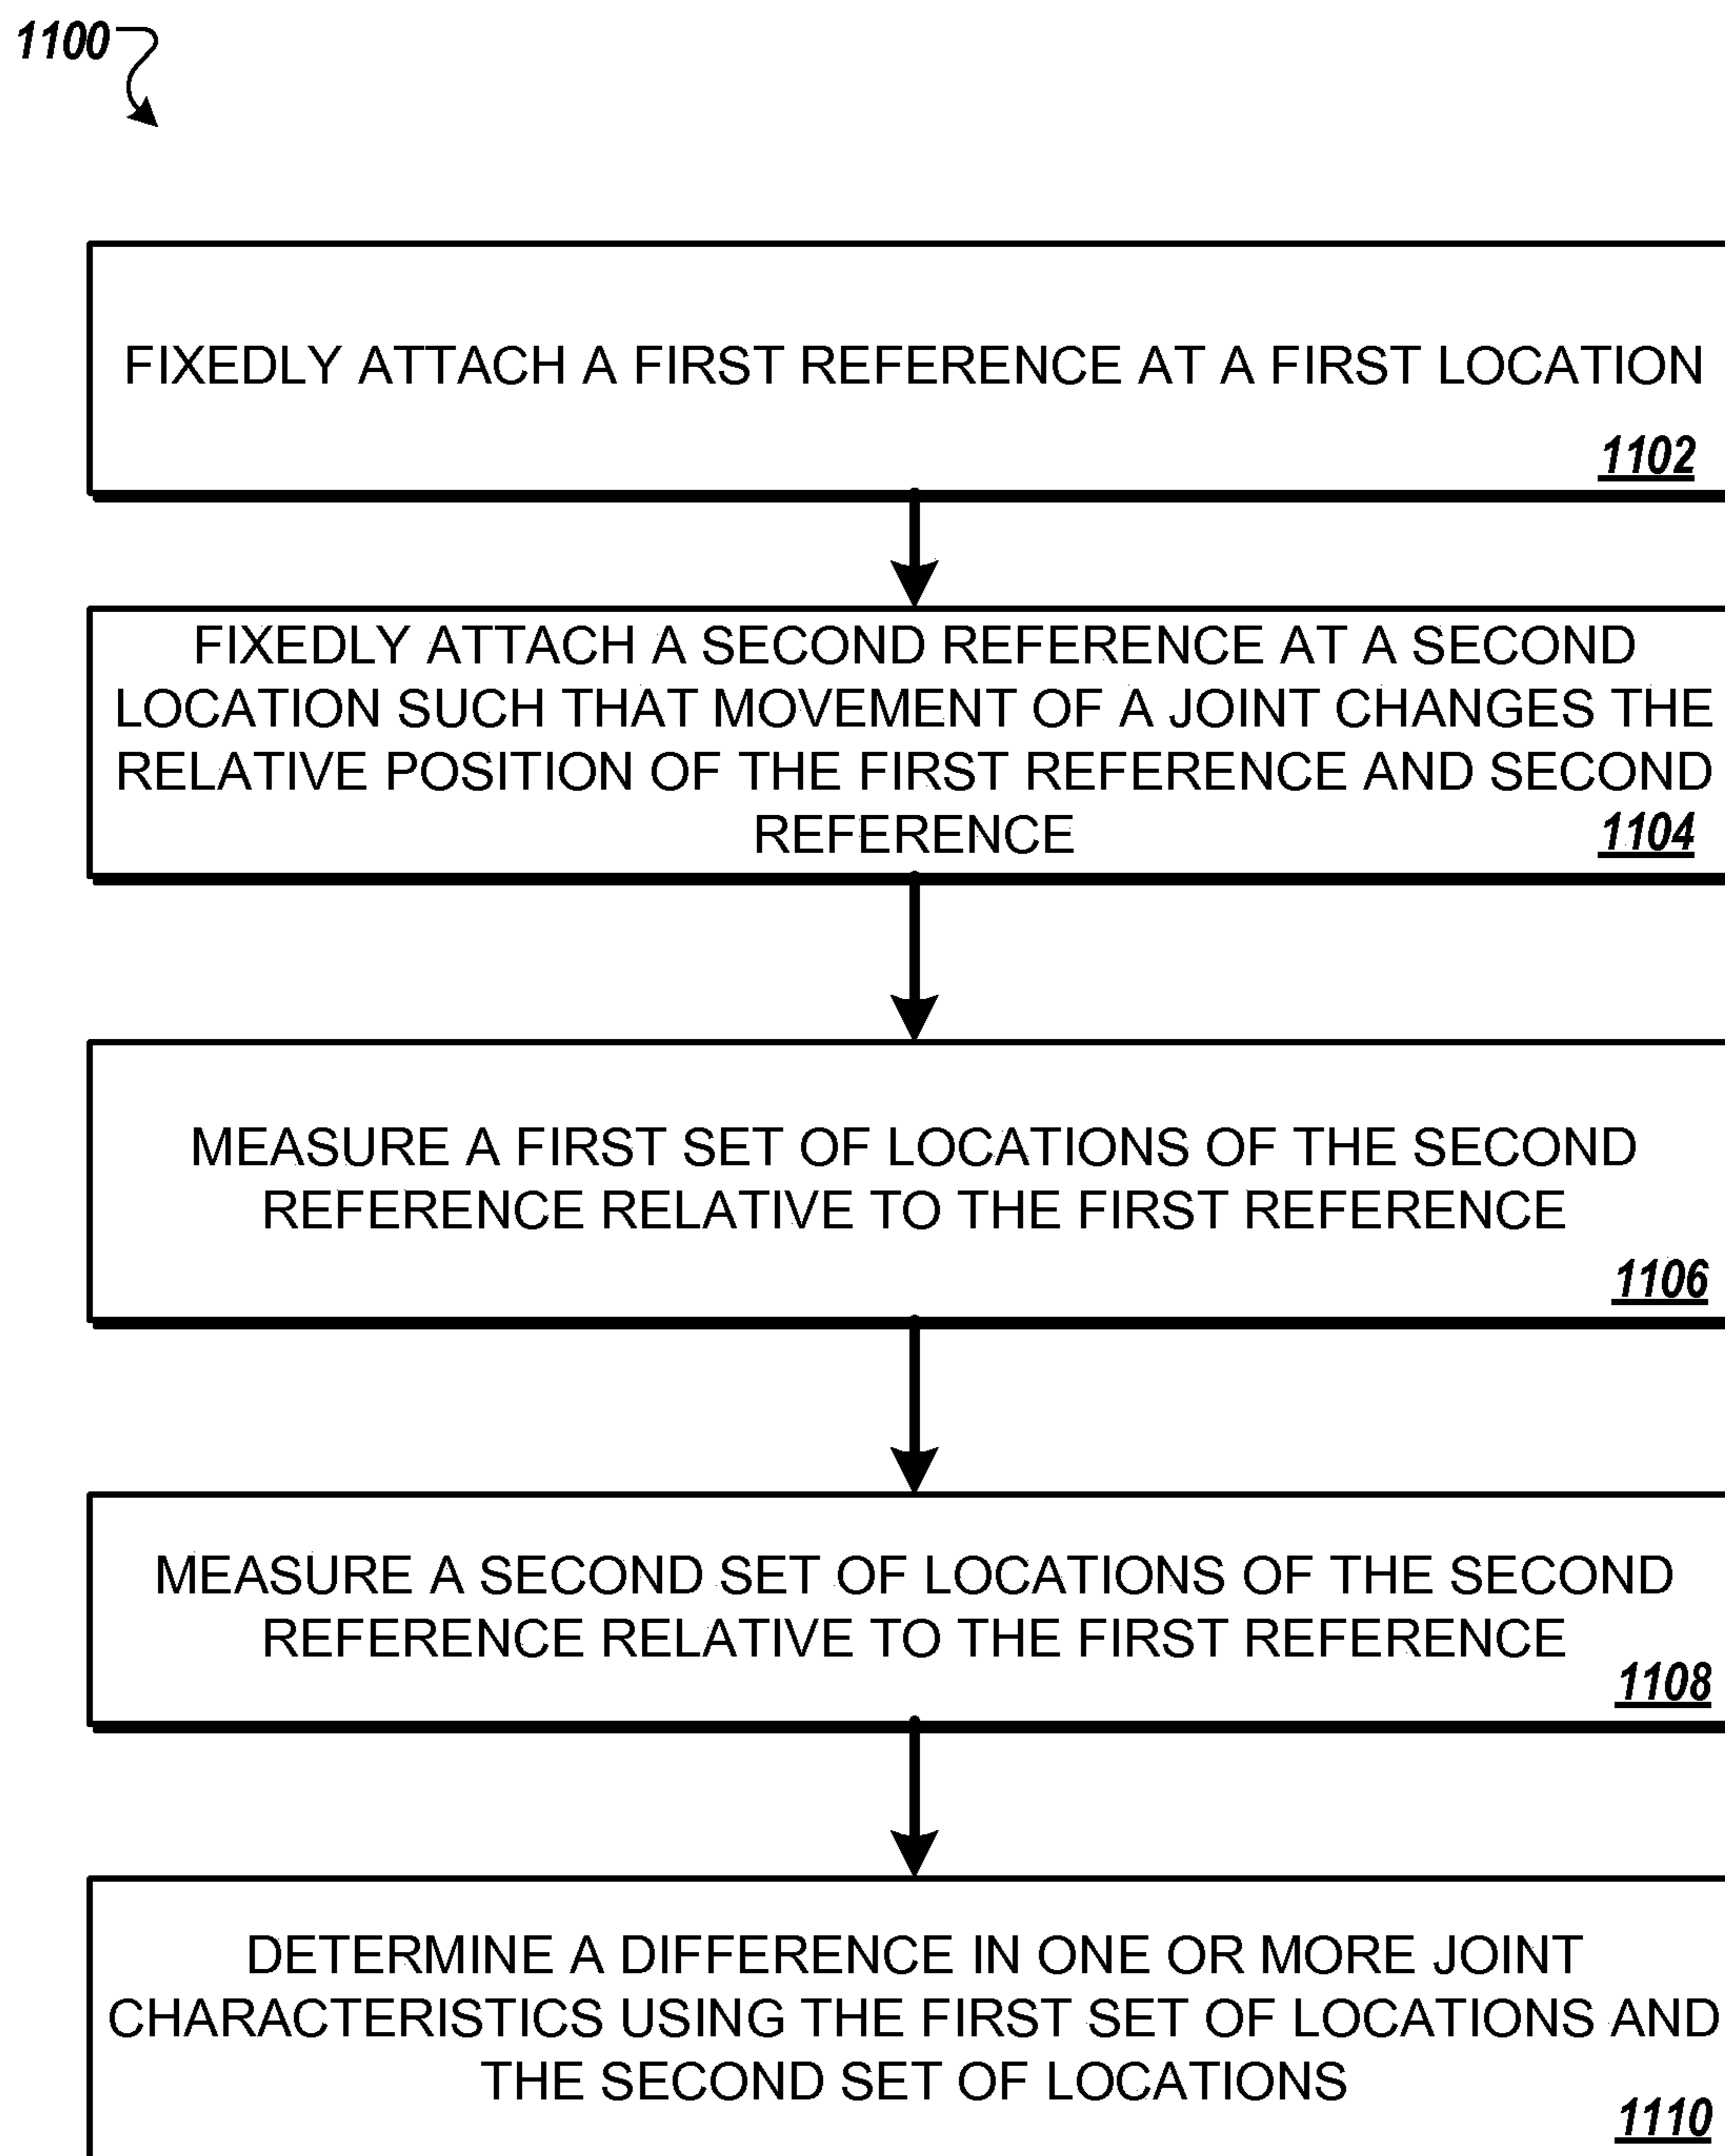 1100
FIXEDLY ATTACH A FIRST REFERENCE AT A FIRST LOCATION
1102
FIXEDLY ATTACH A SECOND REFERENCE AT A SECOND
LOCATION SUCH THAT MOVEMENT OF A JOINT CHANGES THE
RELATIVE POSITION OF THE FIRST REFERENCE AND SECOND
REFERENCE
1104
MEASURE A FIRST SET OF LOCATIONS OF THE SECOND
REFERENCE RELATIVE TO THE FIRST REFERENCE
1106
MEASURE A SECOND SET OF LOCATIONS OF THE SECOND
REFERENCE RELATIVE TO THE FIRST REFERENCE
1108
DETERMINE A DIFFERENCE IN ONE OR MORE JOINT
CHARACTERISTICS USING THE FIRST SET OF LOCATIONS AND
THE SECOND SET OF LOCATIONS
1110